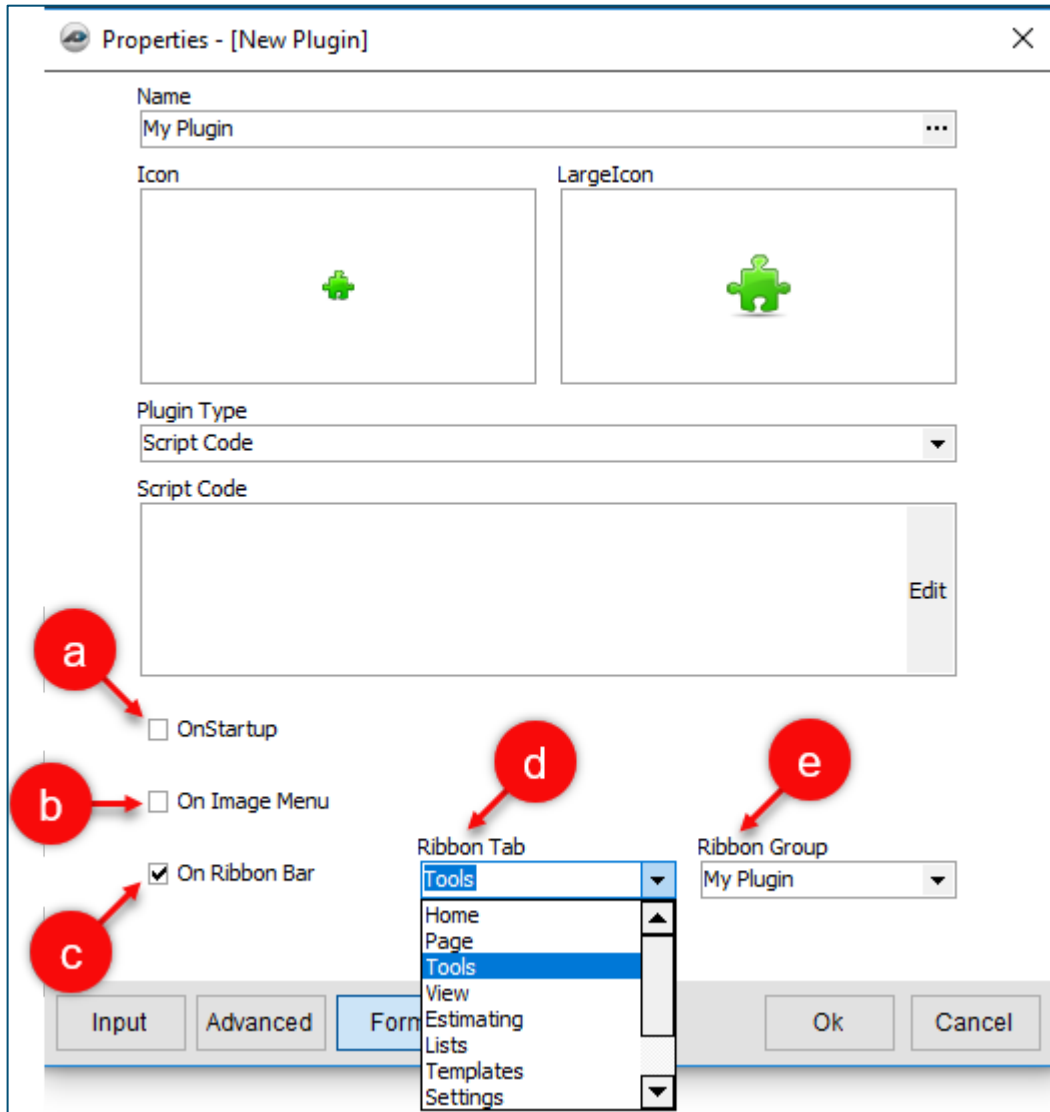 Properties - [New Plugin]
Name
My Plugin
...
Icon
LargeIcon
Plugin Type
Script Code
Script Code
Edit
a
OnStartup
b
On Image Menu
c
On Ribbon Bar
d
Ribbon Tab
Tools
Home
Page
Tools
View
Estimating
Lists
Templates
Settings
e
Ribbon Group
My Plugin
Input
Advanced
Form
Ok
Cancel